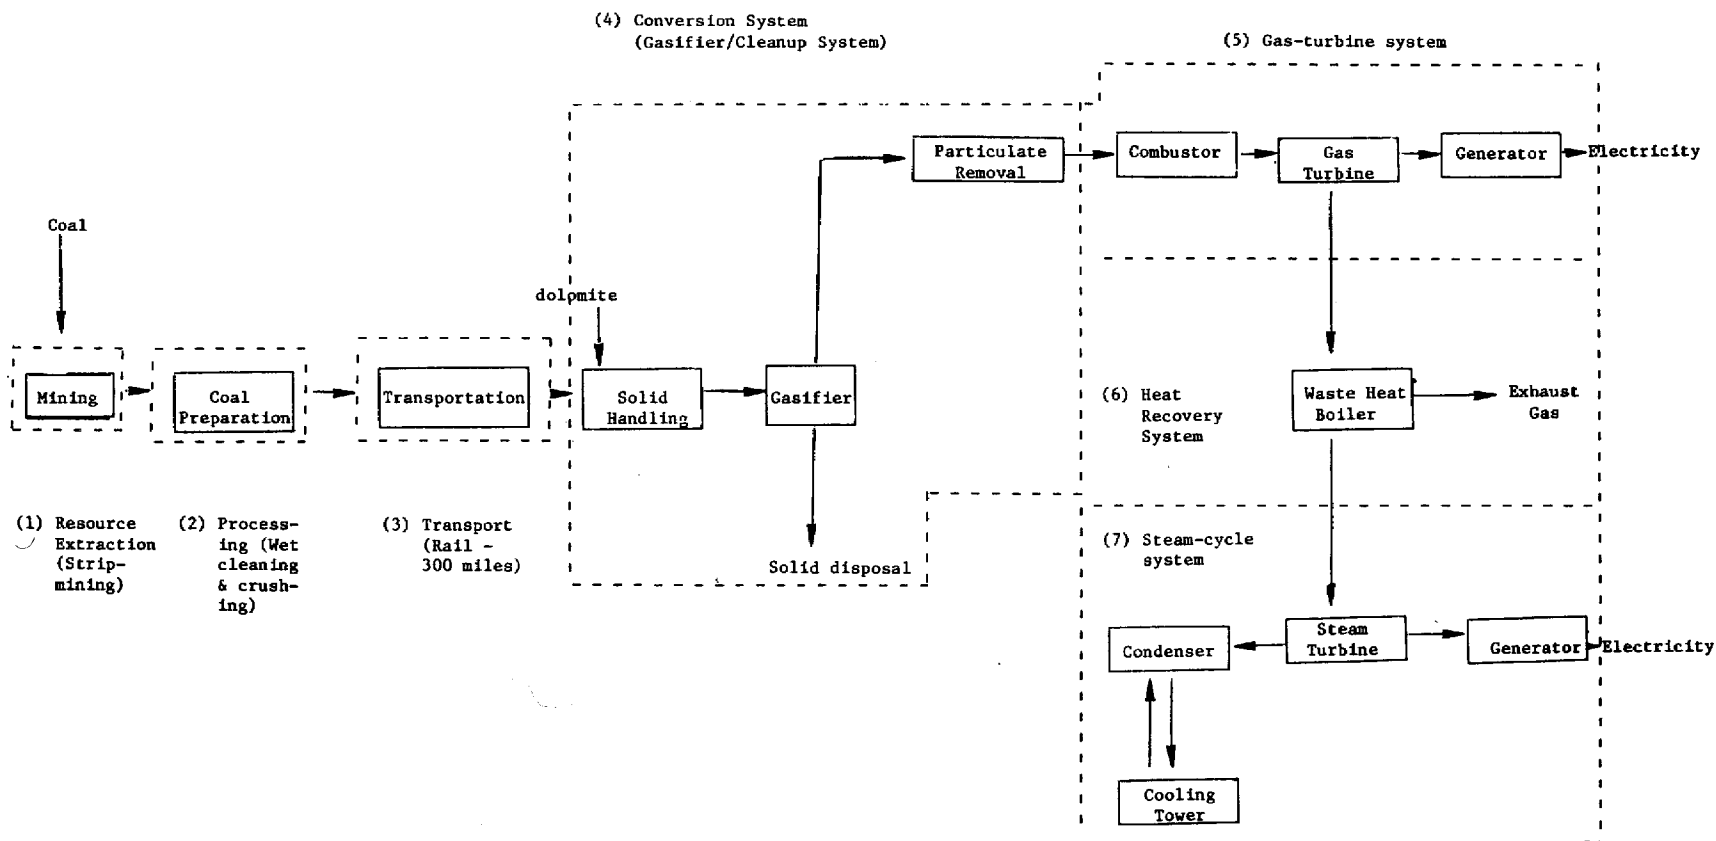 (4) Conversion System
(Gasifier/Cleanup System)
(5) Gas-turbine system
Particulate
Removal
Combustor
Gas
Turbine
Generator
Electricity
Coal
dolomite
Mining
Coal
Preparation
Transportation
Solid
Handling
Gasifier
(6) Heat
Recovery
System
Waste Heat
Boiler
Exhaust
Gas
(1) Resource
Extraction
(Strip-
mining)
(2) Process-
ing (Wet
cleaning
& crush-
ing)
(3) Transport
(Rail -
300 miles)
Solid disposal
(7) Steam-cycle
system
Condenser
Steam
Turbine
Generator
Electricity
Cooling
Tower